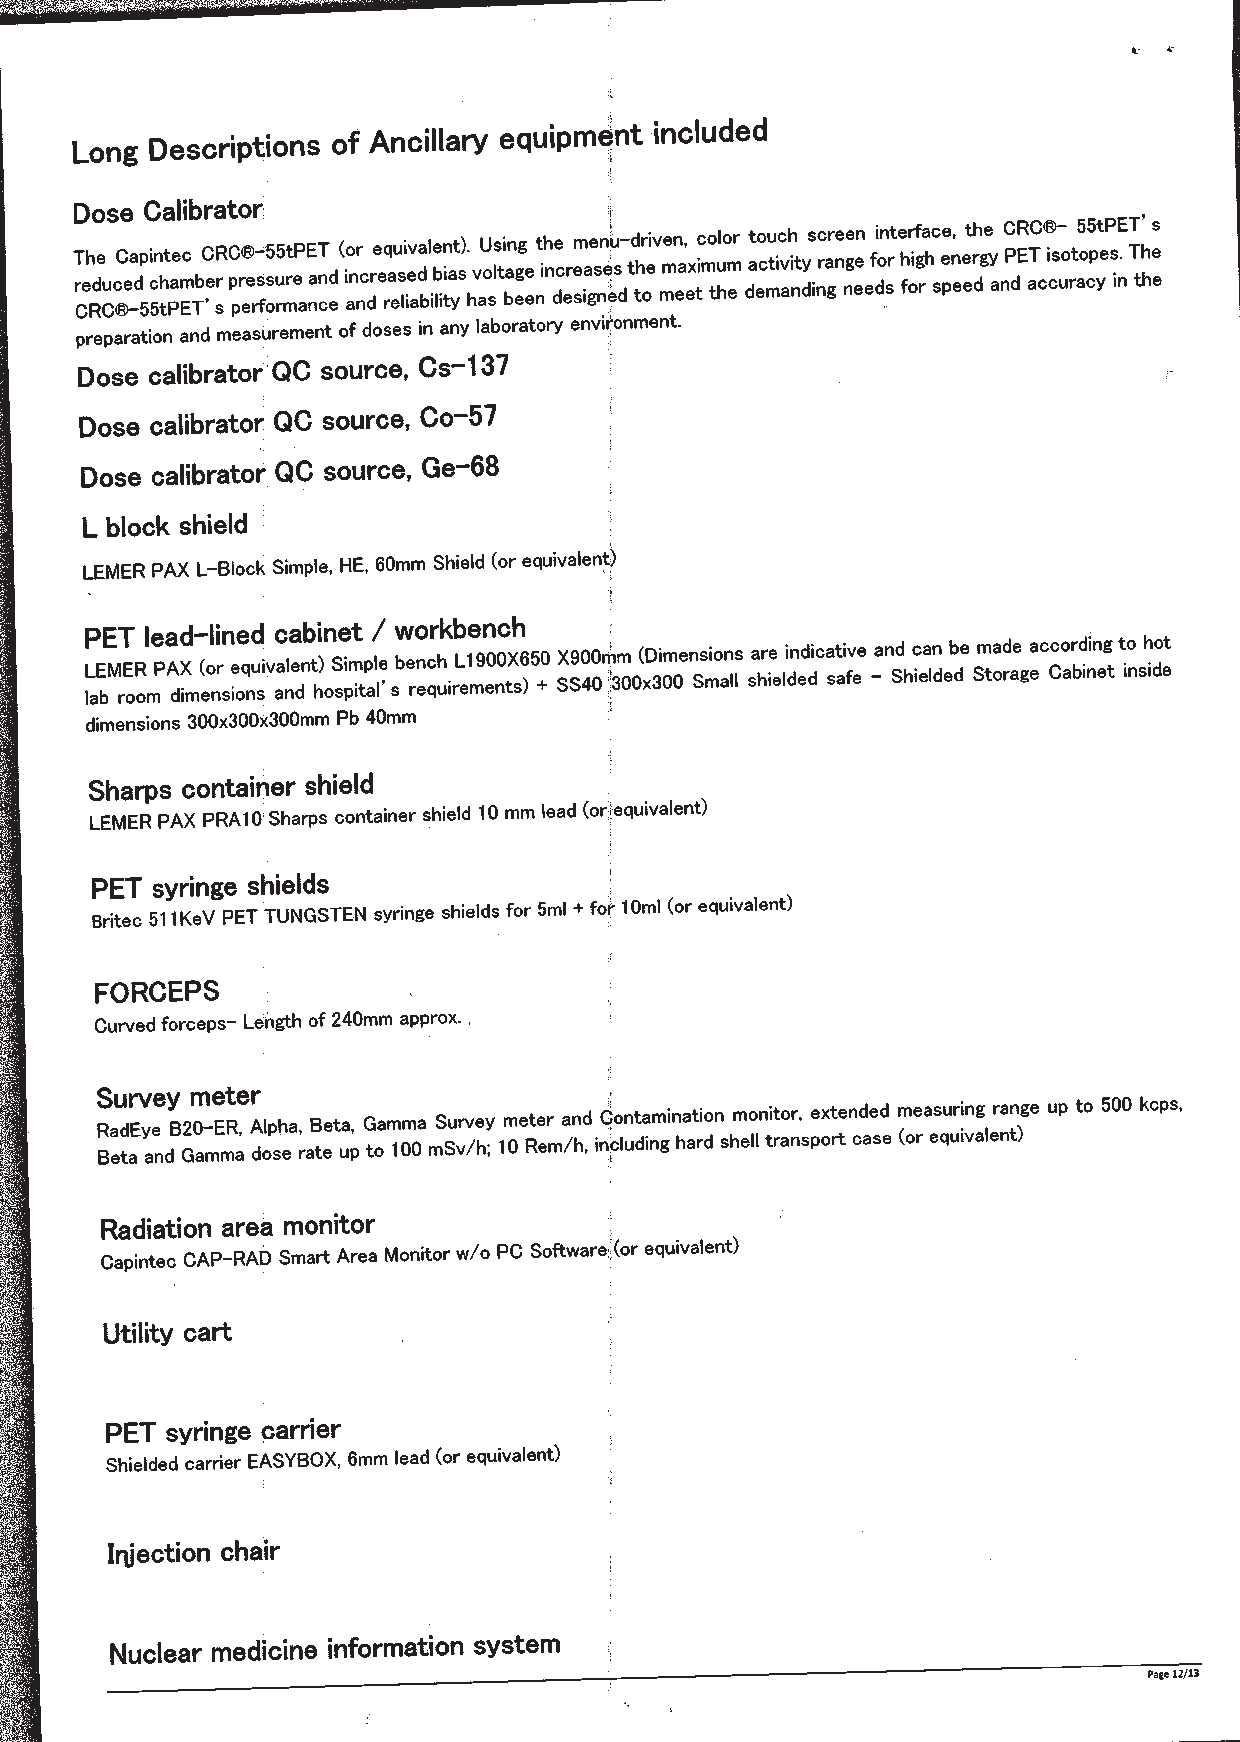 Long Descriptions of Ancillary equipment included
Dose Calibrator
The Capintec CRC®-55tPET (or equivalent). Using the menu-driven, color touch screen interface, the CRC®- 55tPET's
reduced chamber pressure and increased bias voltage increases the maximum activity range for high energy PET isotopes. The
CRC®-55tPET's performance and reliability has been designed to meet the demanding needs for speed and accuracy in the
preparation and measurement of doses in any laboratory environment.
Dose calibrator QC source, Cs-137
Dose calibrator QC source, Co-57
Dose calibrator QC source, Ge-68
L block shield
LEMER PAX L-Block Simple, HE, 60mm Shield (or equivalent)
PET lead-lined cabinet / workbench
LEMER PAX (or equivalent) Simple bench L1900X650 X900mm (Dimensions are indicative and can be made according to hot
lab room dimensions and hospital's requirements) + SS40 300x300 Small shielded safe - Shielded Storage Cabinet inside
dimensions 300x300x300mm Pb 40mm
Sharps container shield
LEMER PAX PRA10 Sharps container shield 10 mm lead (or equivalent)
PET syringe shields
Britec 511KeV PET TUNGSTEN syringe shields for 5ml + for 10ml (or equivalent)
FORCEPS
Curved forceps- Length of 240mm approx.
Survey meter
RadEye B20-ER, Alpha, Beta, Gamma Survey meter and Contamination monitor, extended measuring range up to 500 kcps,
Beta and Gamma dose rate up to 100 mSv/h; 10 Rem/h, including hard shell transport case (or equivalent)
Radiation area monitor
Capintec CAP-RAD Smart Area Monitor w/o PC Software (or equivalent)
Utility cart
PET syringe carrier
Shielded carrier EASYBOX, 6mm lead (or equivalent)
Injection chair
Nuclear medicine information system
Page 12/13